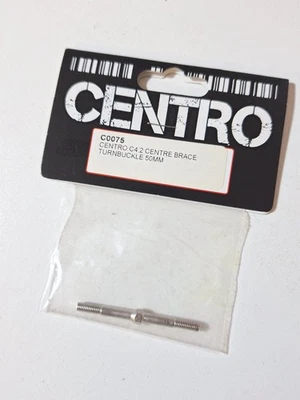 CENTRO
C0075
CENTRO C4.2 CENTRE BRACE
TURNBUCKLE 50MM